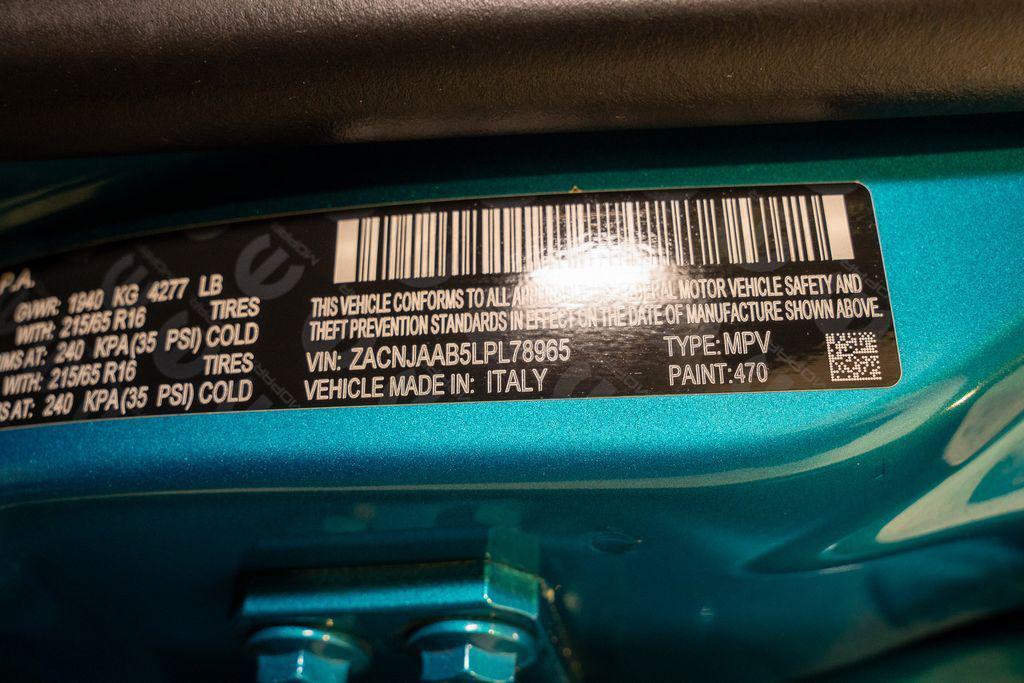 P.A.
GVWR: 1940 KG 4277 LB
WITH: 215/65 R16 TIRES
AT: 240 KPA(35 PSI) COLD
WITH: 215/65 R16 TIRES
AT: 240 KPA(35 PSI) COLD
THIS VEHICLE CONFORMS TO ALL MOTOR VEHICLE SAFETY AND
THEFT PREVENTION STANDARDS IN EFFECT ON THE DATE OF MANUFACTURE SHOWN ABOVE.
VIN: ZACNJAAB5LPL78965 TYPE: MPV
VEHICLE MADE IN: ITALY PAINT: 470